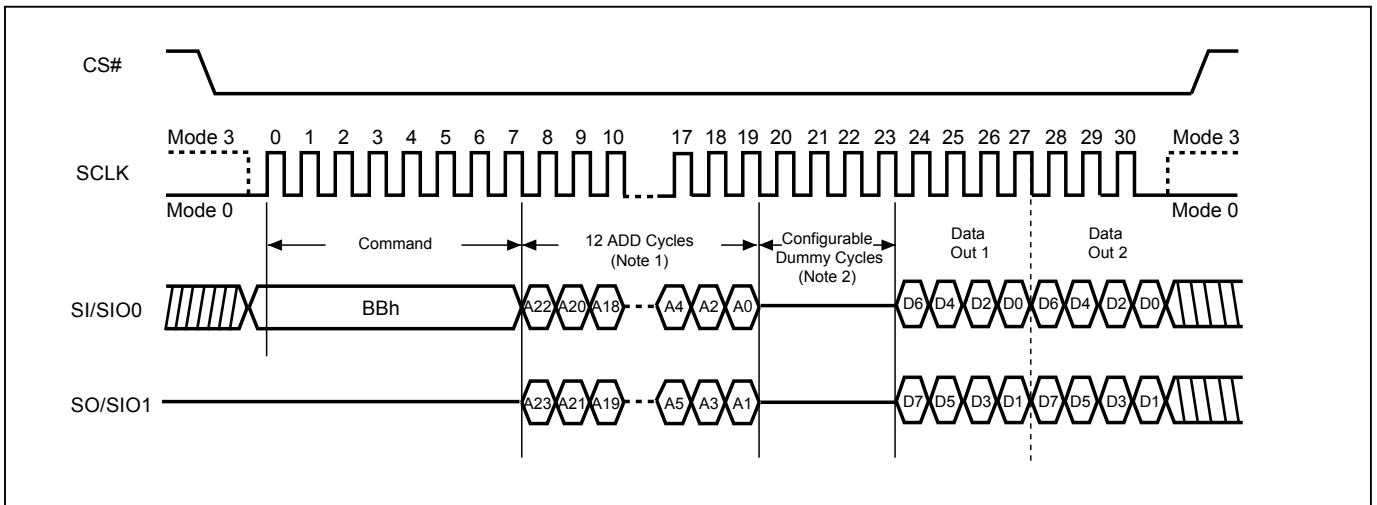 CS#
Mode 3 0 1 2 3 4 5 6 7 8 9 10 17 18 19 20 21 22 23 24 25 26 27 28 29 30 Mode 3
SCLK
Mode 0 Mode 0
Command 12 ADD Cycles (Note 1) Configurable Dummy Cycles (Note 2) Data Out 1 Data Out 2
SI/SIO0 BBh A22 A20 A18 A4 A2 A0 D6 D4 D2 D0 D6 D4 D2 D0
SO/SIO1 A23 A21 A19 A5 A3 A1 D7 D5 D3 D1 D7 D5 D3 D1